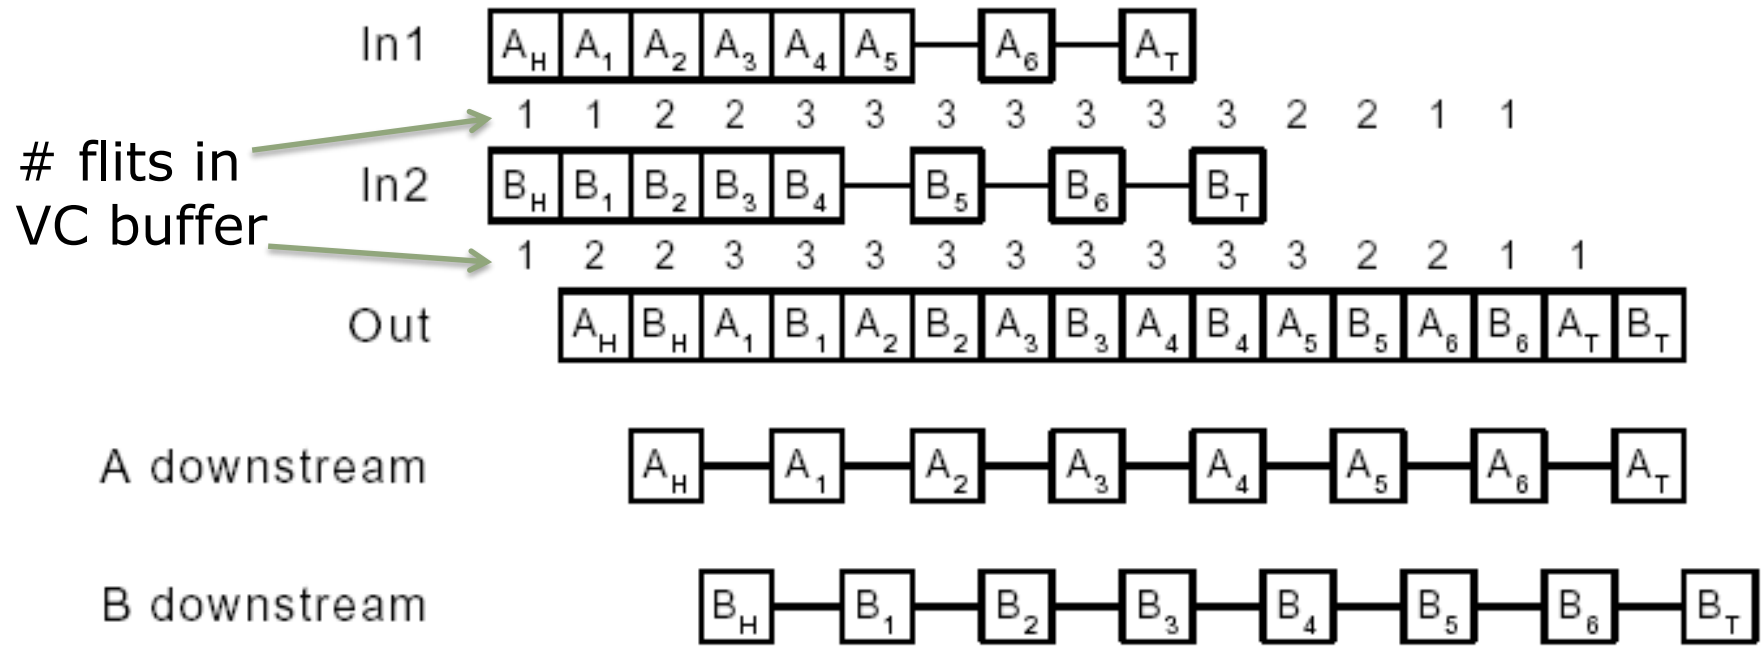 In1 A_H A_1 A_2 A_3 A_4 A_5 A_6 A_T
1 1 2 2 3 3 3 3 3 3 3 2 2 1 1
# flits in
VC buffer
In2 B_H B_1 B_2 B_3 B_4 B_5 B_6 B_T
1 2 2 3 3 3 3 3 3 3 3 3 2 2 1 1
Out A_H B_H A_1 B_1 A_2 B_2 A_3 B_3 A_4 B_4 A_5 B_5 A_6 B_6 A_T B_T
A downstream A_H A_1 A_2 A_3 A_4 A_5 A_6 A_T
B downstream B_H B_1 B_2 B_3 B_4 B_5 B_6 B_T